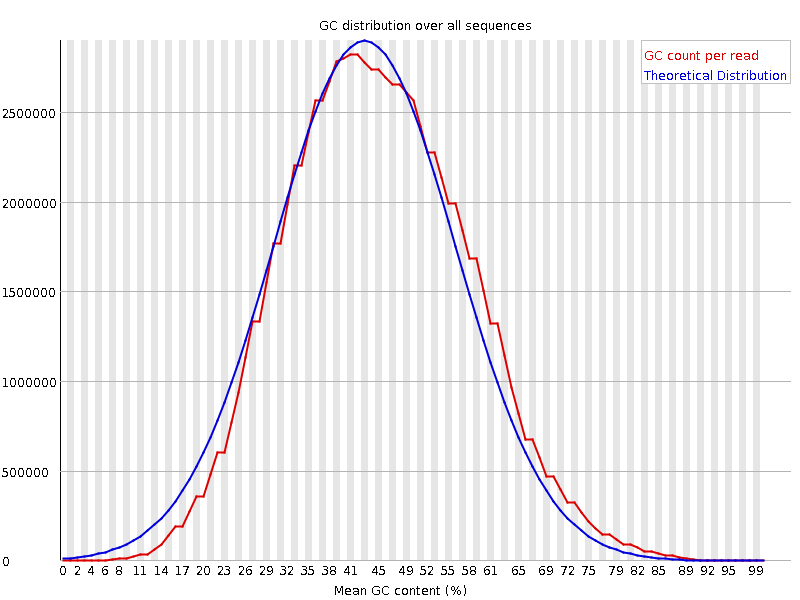 GC distribution over all sequences
GC count per read
Theoretical Distribution
2500000
2000000
1500000
1000000
500000
0
0 2 4 6 8 11 14 17 20 23 26 29 32 35 38 41 45 49 52 55 58 61 65 69 72 75 79 82 85 89 92 95 99
Mean GC content (%)